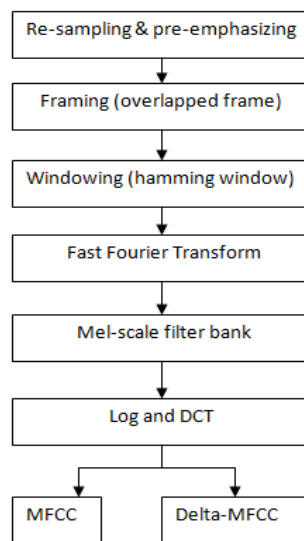 Re-sampling & pre-emphasizing
Framing (overlapped frame)
Windowing (hamming window)
Fast Fourier Transform
Mel-scale filter bank
Log and DCT
MFCC
Delta-MFCC